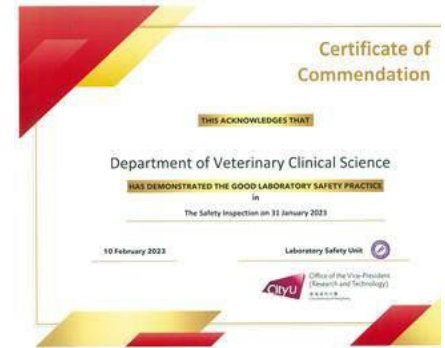 Certificate of
Commendation
THIS ACKNOWLEDGES THAT
Department of Veterinary Clinical Science
HAS DEMONSTRATED THE GOOD LABORATORY SAFETY PRACTICE
in
The Safety Inspection on 31 January 2023
10 February 2023
Laboratory Safety Unit
CityU
Office of the Vice-President
(Research and Technology)